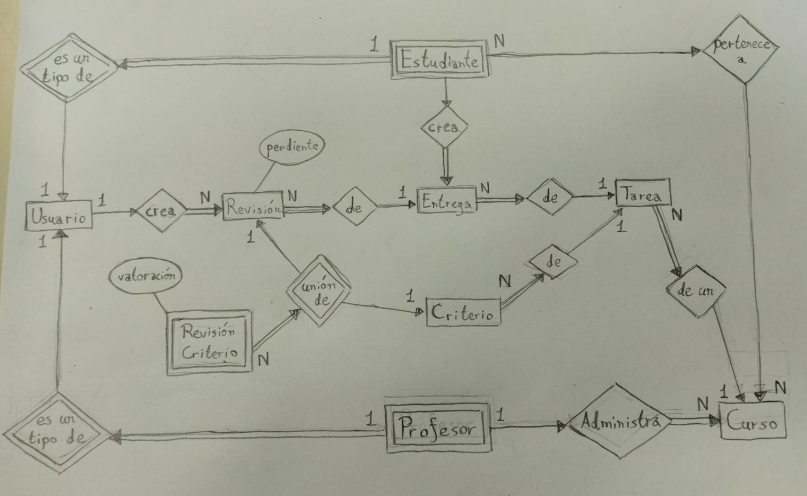 es un
tipo de
1
Estudiante
N
pertenece
a
pendiente
crea
1
Usuario
1
1
crea
N
Revisión
N
1
de
1
Entrega
N
de
1
Tarea
N
1
valoración
unión
de
1
Criterio
N
de
de un
Revisión
Criterio
N
es un
tipo de
1
Profesor
1
Administra
N
1
N
Curso